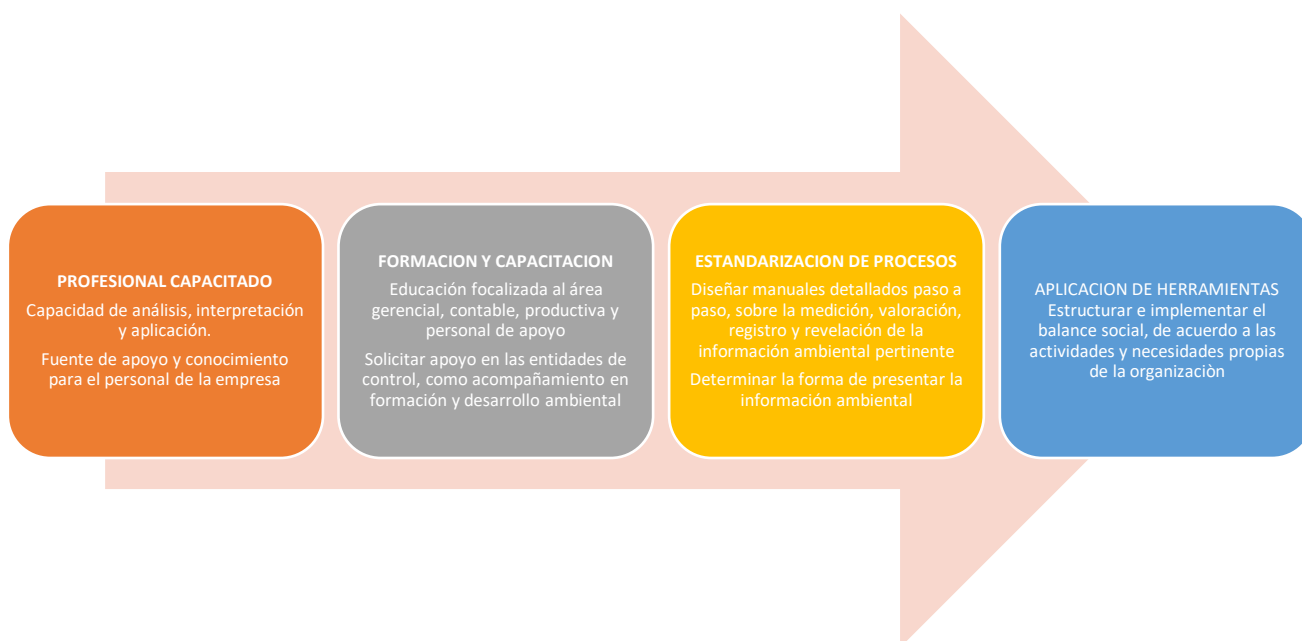 PROFESIONAL CAPACITADO
Capacidad de análisis, interpretación
y aplicación.
Fuente de apoyo y conocimiento
para el personal de la empresa
FORMACION Y CAPACITACION
Educación focalizada al área
gerencial, contable, productiva y
personal de apoyo
Solicitar apoyo en las entidades de
control, como acompañamiento en
formación y desarrollo ambiental
ESTANDARIZACION DE PROCESOS
Diseñar manuales detallados paso a
paso, sobre la medición, valoración,
registro y revelación de la
información ambiental pertinente
Determinar la forma de presentar la
información ambiental
APLICACION DE HERRAMIENTAS
Estructurar e implementar el
balance social, de acuerdo a las
actividades y necesidades propias
de la organizaciòn